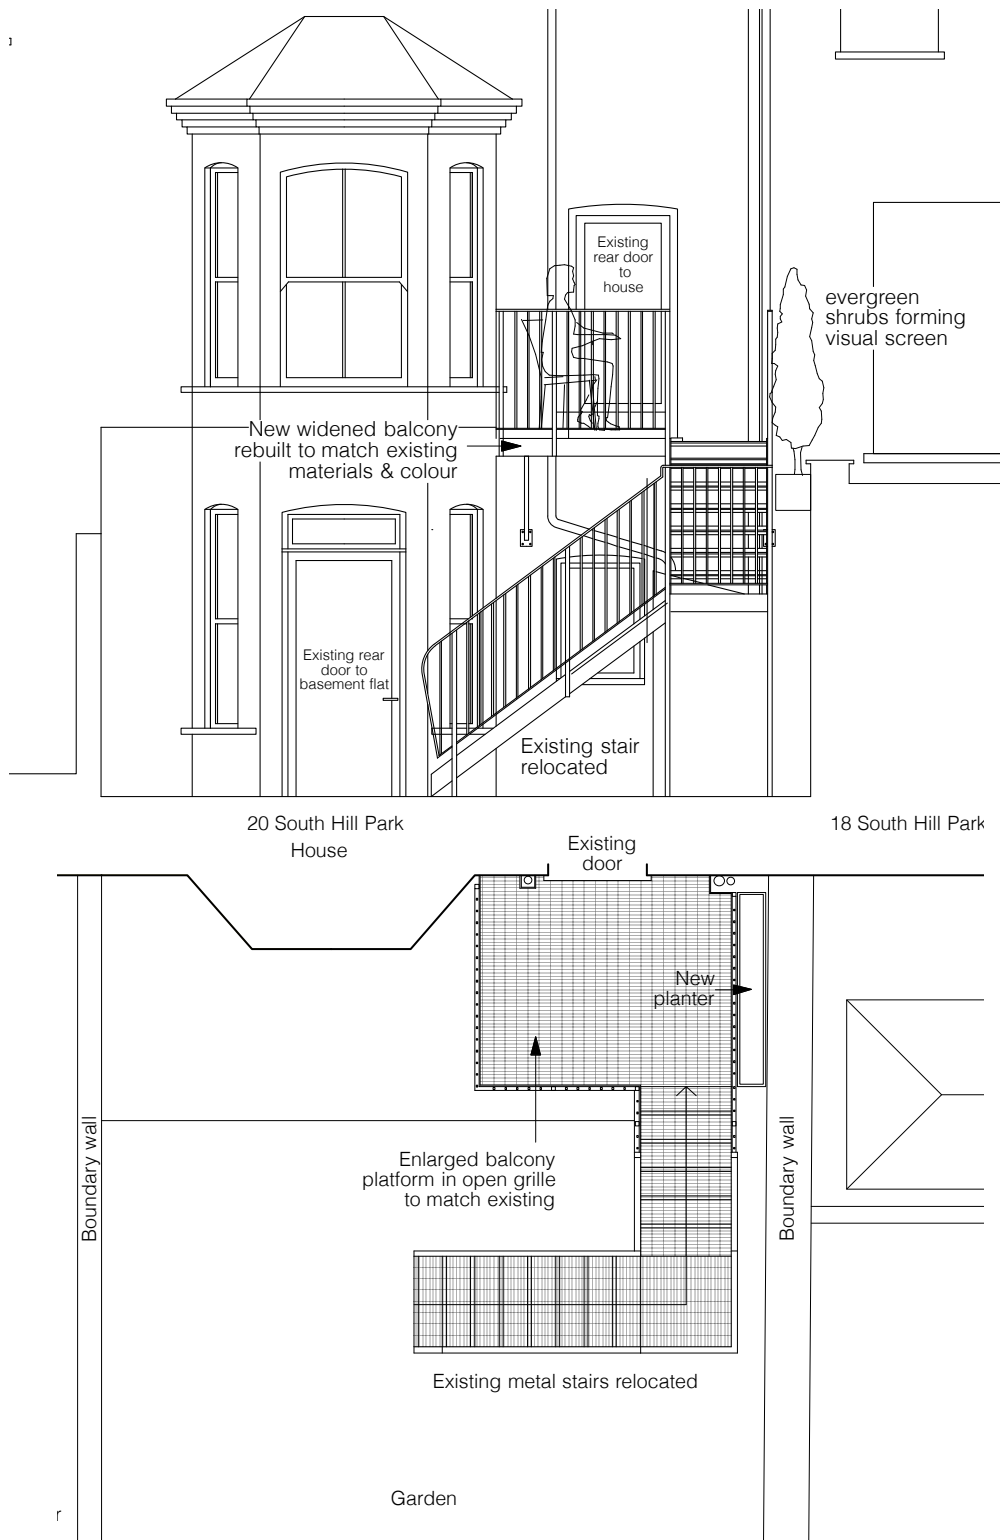 Existing
rear door
to
house
evergreen
shrubs forming
visual screen
New widened balcony
rebuilt to match existing
materials & colour
Existing rear
door to
basement flat
Existing stair
relocated
20 South Hill Park
18 South Hill Park
House
Existing
door
New
planter
Boundary wall
Boundary wall
Enlarged balcony
platform in open grille
to match existing
Existing metal stairs relocated
Garden
r